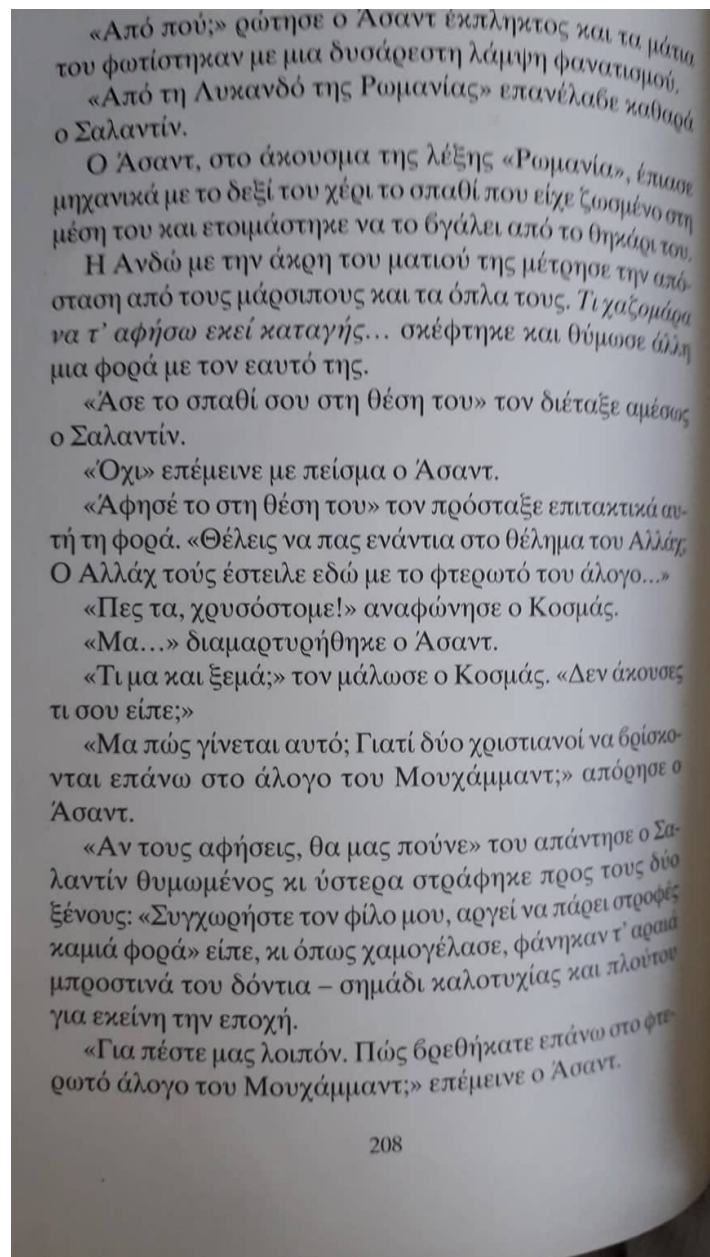 «Από πού;» ρώτησε ο Άσαντ έκπληκτος και τα μάτια
του φωτίστηκαν με μια δυσάρεστη λάμψη φανατισμού.
«Από τη Λυκανδό της Ρωμανίας» επανέλαβε καθαρά
ο Σαλαντίν.
Ο Άσαντ, στο άκουσμα της λέξης «Ρωμανία», έπιασε
μηχανικά με το δεξί του χέρι το σπαθί που είχε ζωσμένο στη
μέση του και ετοιμάστηκε να το βγάλει από το θηκάρι του.
Η Ανδώ με την άκρη του ματιού της μέτρησε την από-
σταση από τους μάρσιπους και τα όπλα τους. Τι χαζομάρα
να τ’ αφήσω εκεί καταγής... σκέφτηκε και θύμωσε άλλη
μια φορά με τον εαυτό της.
«Άσε το σπαθί σου στη θέση του» τον διέταξε αμέσως
ο Σαλαντίν.
«Όχι» επέμεινε με πείσμα ο Άσαντ.
«Άφησέ το στη θέση του» τον πρόσταξε επιτακτικά αυ-
τή τη φορά. «Θέλεις να πας ενάντια στο θέλημα του Αλλάχ;
Ο Αλλάχ τούς έστειλε εδώ με το φτερωτό του άλογο...»
«Πες τα, χρυσόστομε!» αναφώνησε ο Κοσμάς.
«Μα...» διαμαρτυρήθηκε ο Άσαντ.
«Τι μα και ξεμά;» τον μάλωσε ο Κοσμάς. «Δεν άκουσες
τι σου είπε;»
«Μα πώς γίνεται αυτό; Γιατί δύο χριστιανοί να βρίσκο-
νται επάνω στο άλογο του Μουχάμμαντ;» απόρησε ο
Άσαντ.
«Αν τους αφήσεις, θα μας πούνε» του απάντησε ο Σα-
λαντίν θυμωμένος κι ύστερα στράφηκε προς τους δύο
ξένους: «Συγχωρήστε τον φίλο μου, αργεί να πάρει στροφές
καμιά φορά» είπε, κι όπως χαμογέλασε, φάνηκαν τ’ αραιά
μπροστινά του δόντια – σημάδι καλοτυχίας και πλούτου
για εκείνη την εποχή.
«Για πέστε μας λοιπόν. Πώς βρεθήκατε επάνω στο φτε-
ρωτό άλογο του Μουχάμμαντ;» επέμεινε ο Άσαντ.
208